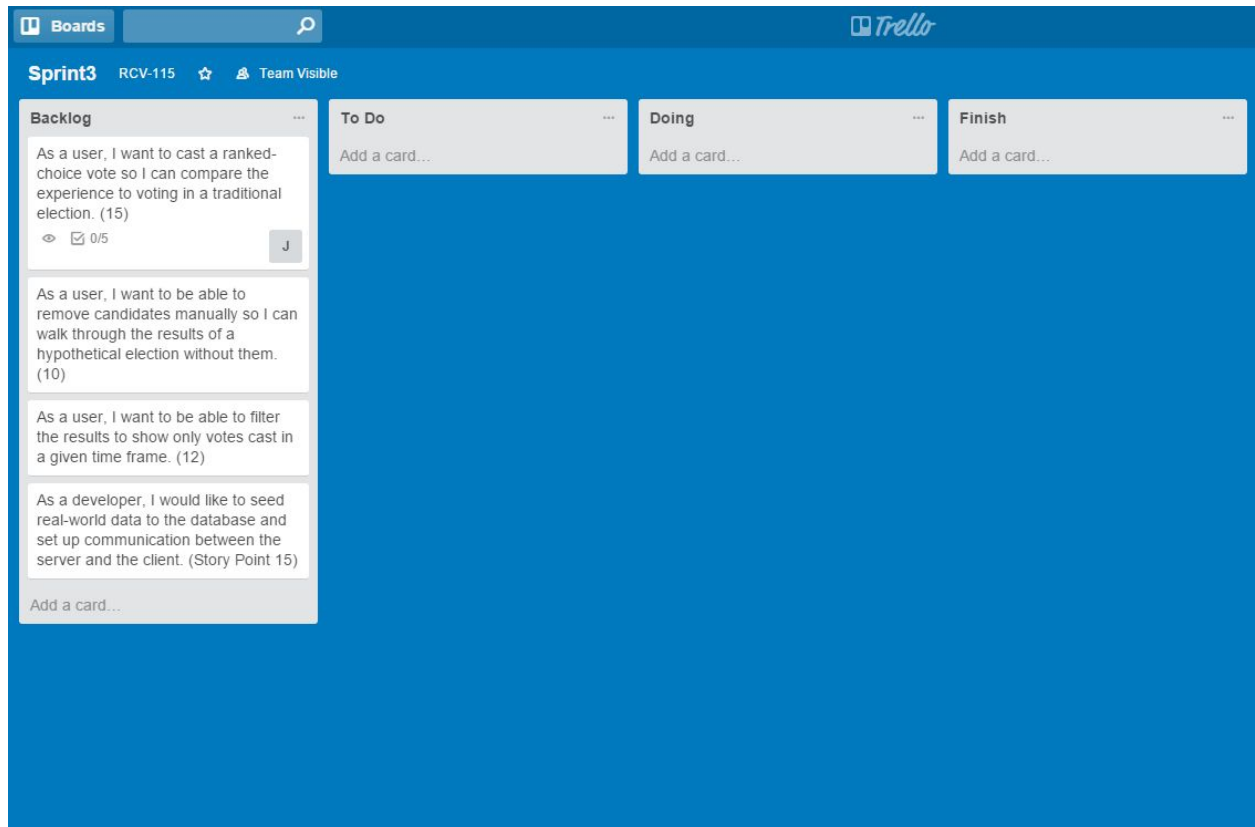 Boards
Trello
Sprint3 RCV-115 Team Visible
Backlog ...
As a user, I want to cast a ranked-
choice vote so I can compare the
experience to voting in a traditional
election. (15)
0/5
J
As a user, I want to be able to
remove candidates manually so I can
walk through the results of a
hypothetical election without them.
(10)
As a user, I want to be able to filter
the results to show only votes cast in
a given time frame. (12)
As a developer, I would like to seed
real-world data to the database and
set up communication between the
server and the client. (Story Point 15)
Add a card...
To Do ...
Add a card...
Doing ...
Add a card...
Finish ...
Add a card...